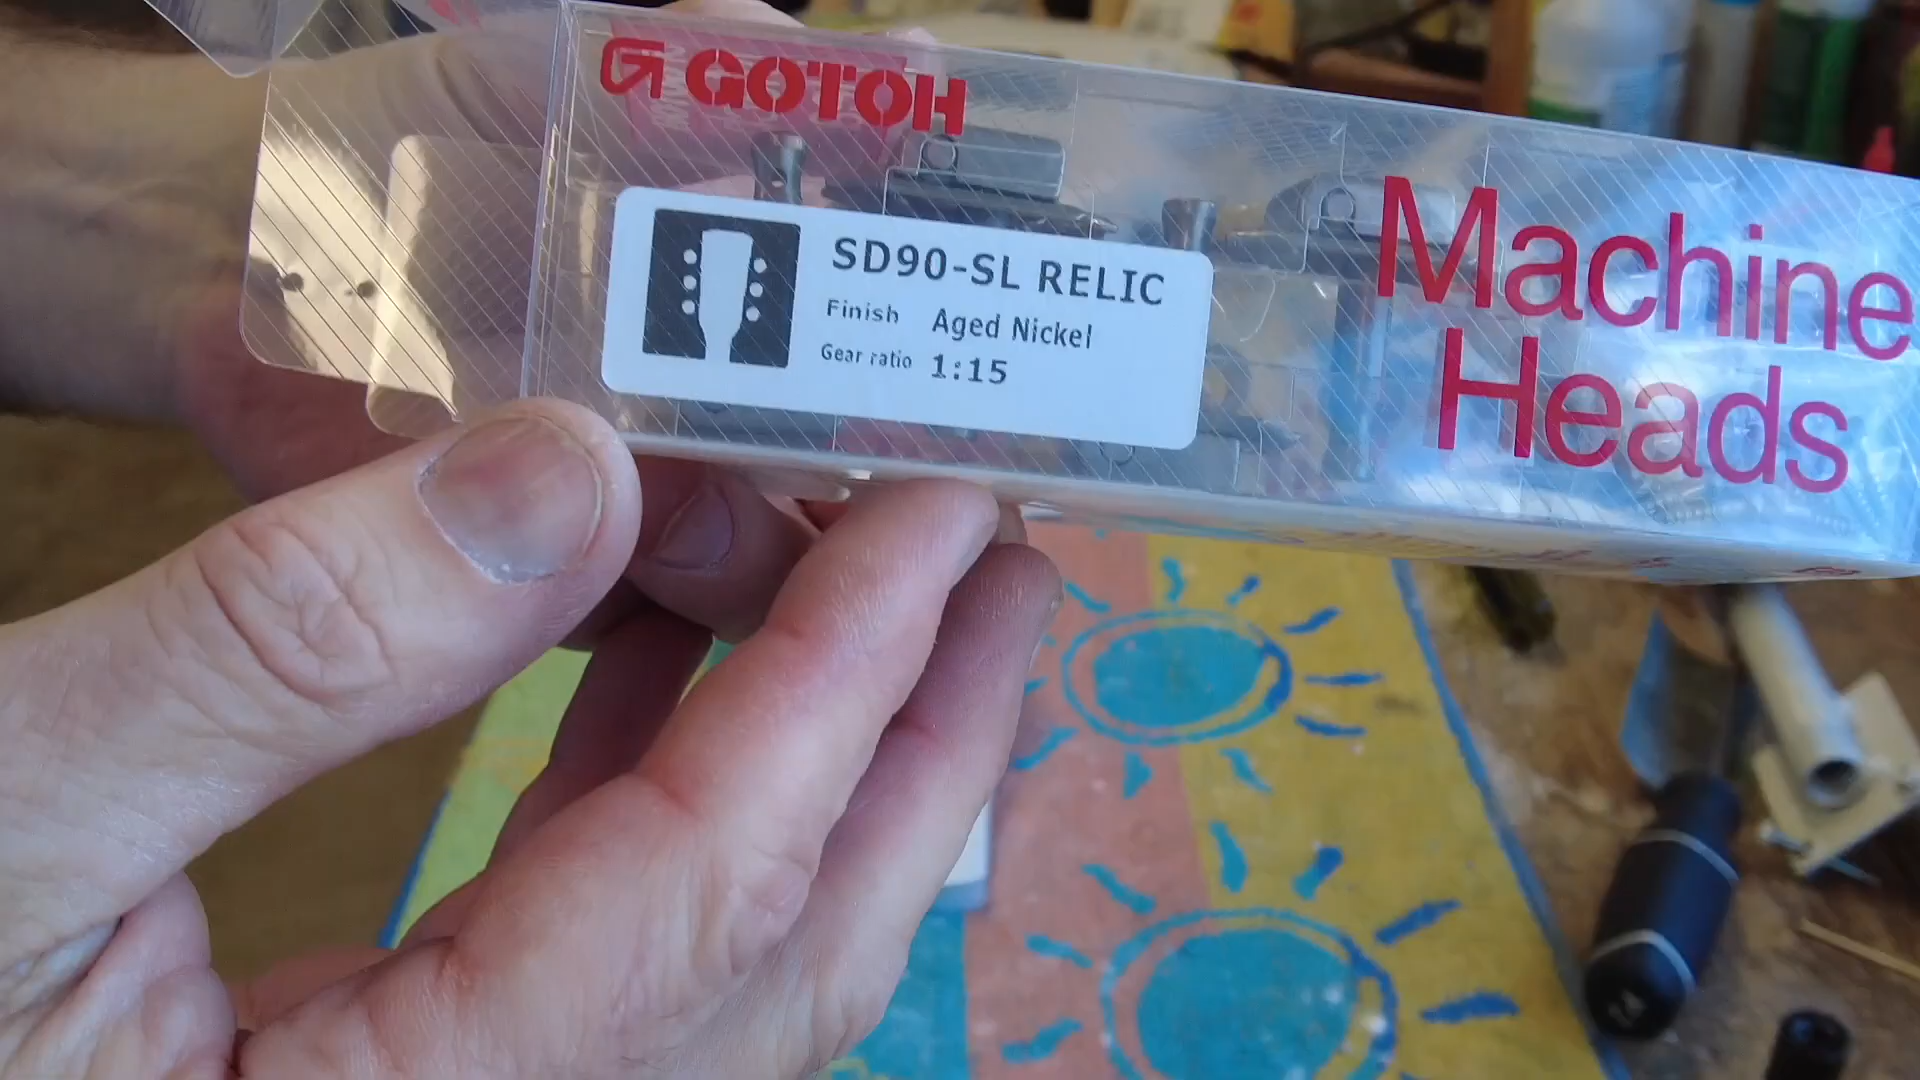 GOTOH
SD90-SL RELIC
Finish Aged Nickel
Gear ratio 1:15
Machine
Heads